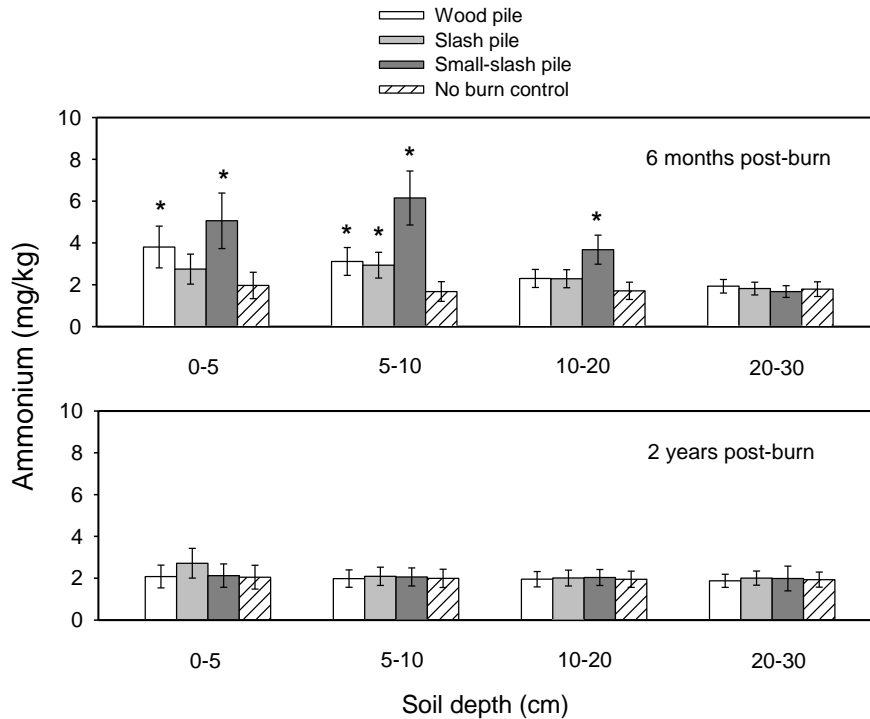 Wood pile
Slash pile
Small-slash pile
No burn control
Ammonium (mg/kg)
10
8
6
4
2
0
6 months post-burn
* * * * * *
0-5 5-10 10-20 20-30
10
8
6
4
2
0
2 years post-burn
0-5 5-10 10-20 20-30
Soil depth (cm)